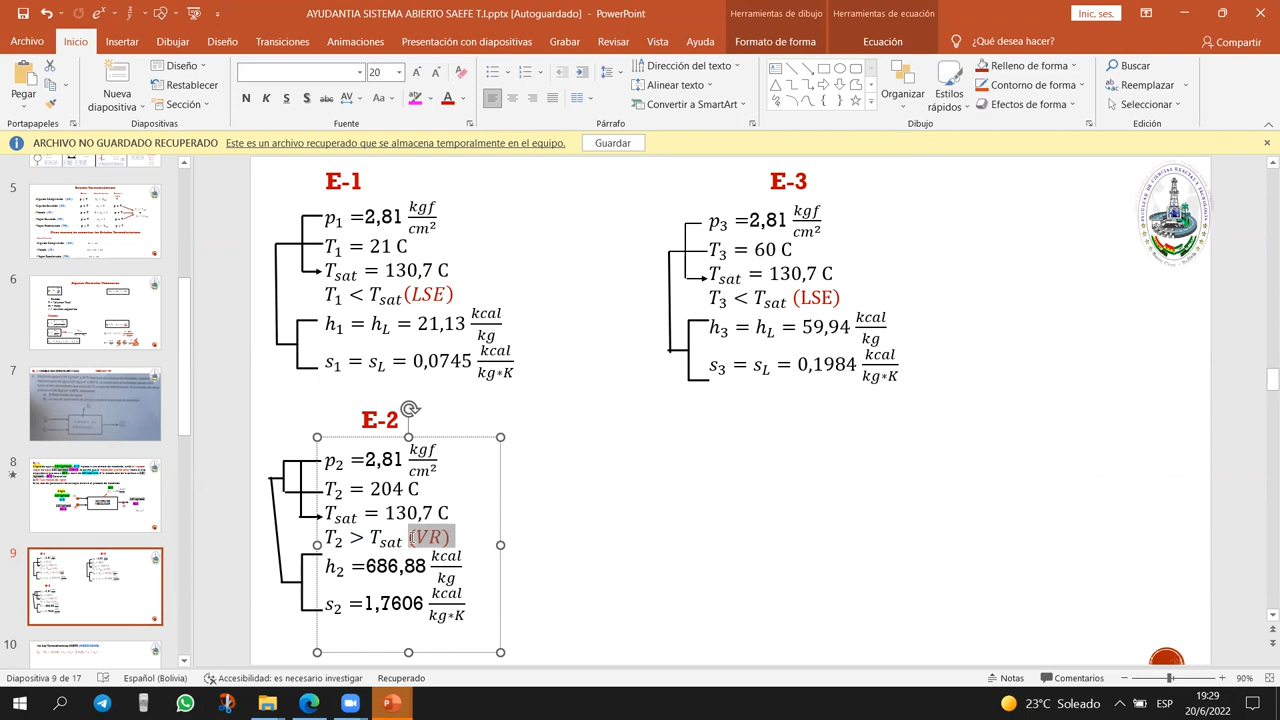 AYUDANTIA SISTEMA ABIERTO SAEFE T.I.pptx [Autoguardado] - PowerPoint
Herramientas de dibujo
Herramientas de ecuación
Inic. ses.
Archivo Inicio Insertar Dibujar Diseño Transiciones Animaciones Presentación con diapositivas Grabar Revisar Vista Ayuda Formato de forma Ecuación ¿Qué desea hacer? Compartir
Pegar
Portapapeles
Nueva diapositiva
Diseño
Restablecer
Sección
Diapositivas
20
N K S S abc AV Aa A A
Fuente
Dirección del texto
Alinear texto
Convertir a SmartArt
Párrafo
Organizar
Estilos rápidos
Relleno de forma
Contorno de forma
Efectos de forma
Dibujo
Buscar
Reemplazar
Seleccionar
Edición
ARCHIVO NO GUARDADO RECUPERADO Este es un archivo recuperado que se almacena temporalmente en el equipo. Guardar
5
6
7
9
10
E-1
p₁ =2,81 kgf/cm²
T₁ = 21 C
Tsat = 130,7 C
T₁ < Tsat (LSE)
h₁ = hL = 21,13 kcal/kg
s₁ = sL = 0,0745 kcal/kg∗K
E-2
p₂ =2,81 kgf/cm²
T₂ = 204 C
Tsat = 130,7 C
T₂ > Tsat (VR)
h₂ =686,88 kcal/kg
s₂ =1,7606 kcal/kg∗K
E-3
p₃ =2,81 kgf/cm²
T₃ = 60 C
Tsat = 130,7 C
T₃ < Tsat (LSE)
h₃ = hL = 59,94 kcal/kg
s₃ = sL = 0,1984 kcal/kg∗K
Diapositiva 9 de 17 Español (Bolivia) Accesibilidad: es necesario investigar Recuperado Notas Comentarios 90%
23°C Soleado ESP 19:29
20/6/2022